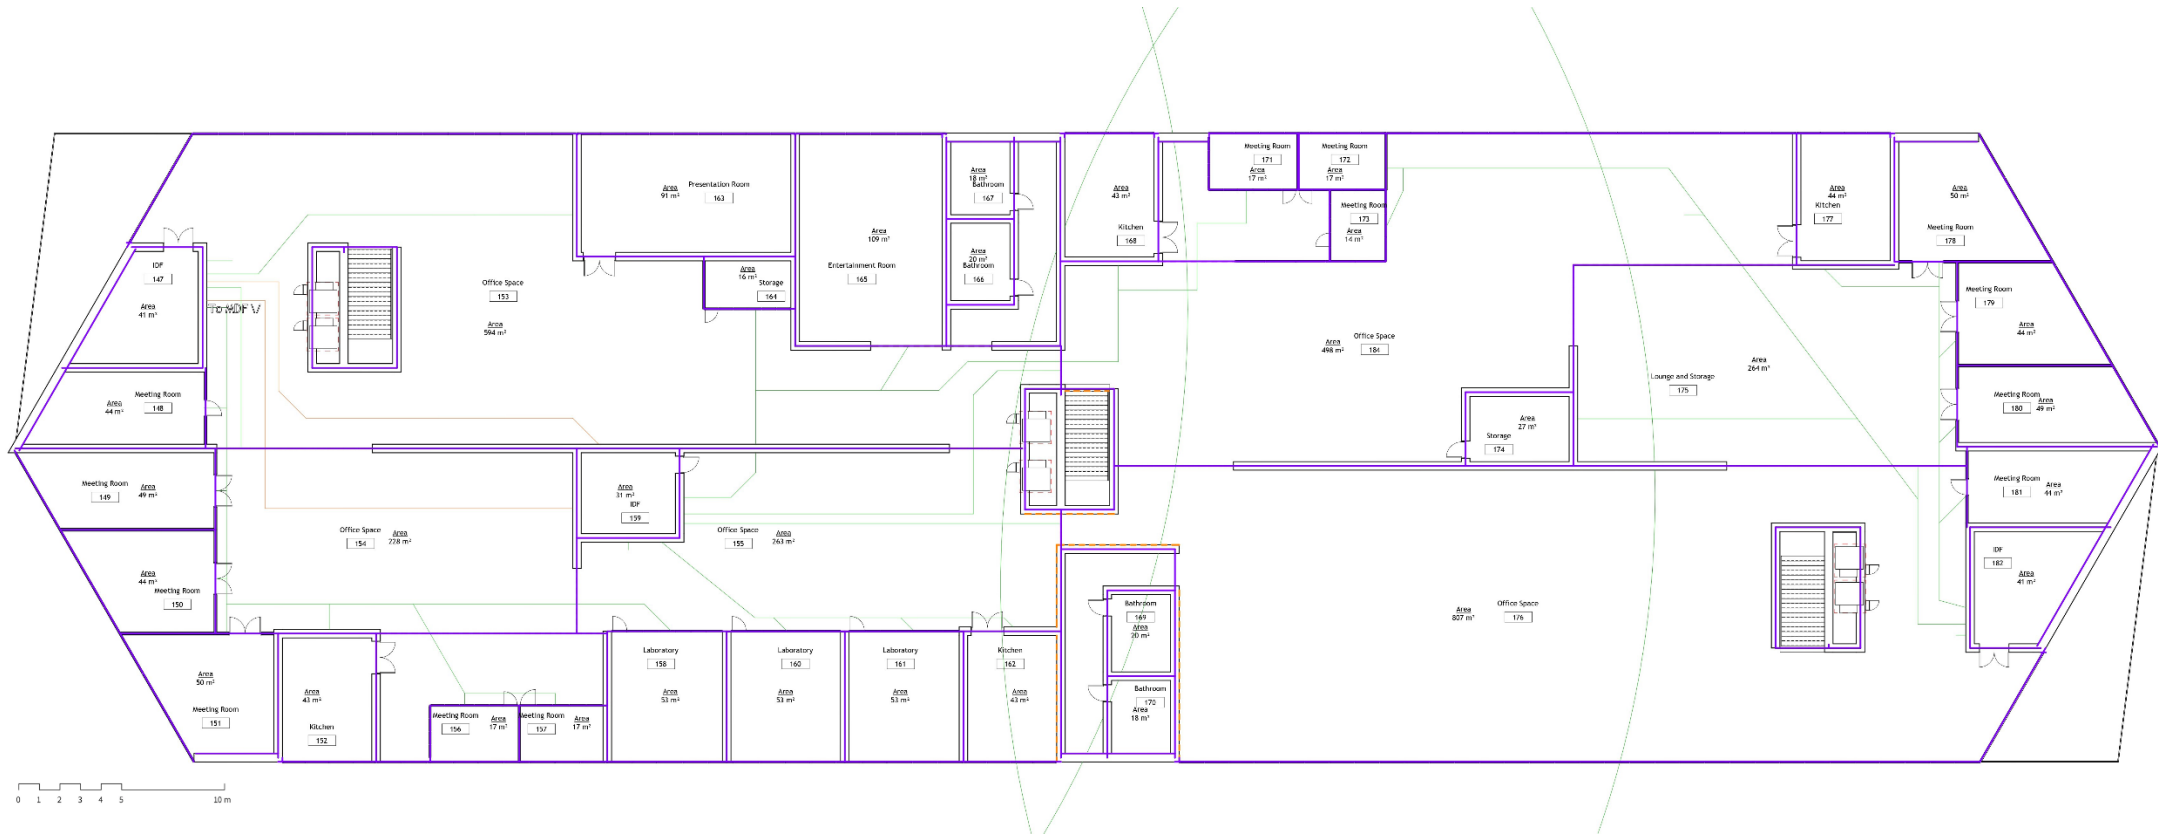 Meeting Room
171
Area
17 m²
Meeting Room
172
Area
17 m²
Presentation Room
163
Area
91 m²
Area
18 m²
Bathroom
167
Area
43 m²
Kitchen
168
Meeting Room
173
Area
14 m²
Area
44 m²
Kitchen
177
Area
50 m²
Meeting Room
178
IDF
147
Area
41 m²
To MDF
Office Space
153
Area
594 m²
Area
16 m²
Storage
164
Area
109 m²
Entertainment Room
165
Area
20 m²
Bathroom
166
Office Space
184
Area
498 m²
Area
264 m²
Lounge and Storage
175
Meeting Room
179
Area
44 m²
Meeting Room
148
Area
44 m²
Area
27 m²
Storage
174
Meeting Room
180
Area
49 m²
Meeting Room
149
Area
49 m²
Area
31 m²
IDF
159
Meeting Room
181
Area
44 m²
Office Space
154
Area
228 m²
Office Space
155
Area
263 m²
IDF
182
Area
41 m²
Area
44 m²
Meeting Room
150
Bathroom
169
Area
20 m²
Area
807 m²
Office Space
176
Area
50 m²
Meeting Room
151
Area
43 m²
Kitchen
152
Meeting Room
156
Area
17 m²
Meeting Room
157
Area
17 m²
Laboratory
158
Area
53 m²
Laboratory
160
Area
53 m²
Laboratory
161
Area
53 m²
Kitchen
162
Area
43 m²
Bathroom
170
Area
18 m²
0 1 2 3 4 5 10 m